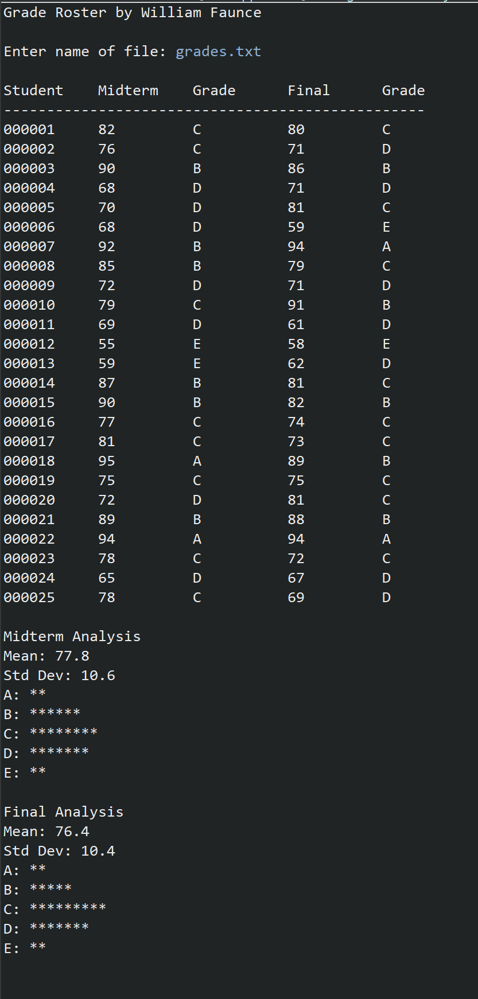 Grade Roster by William Faunce
Enter name of file: grades.txt
Student Midterm Grade Final Grade
-------------------------------------------------
000001 82 C 80 C
000002 76 C 71 D
000003 90 B 86 B
000004 68 D 71 D
000005 70 D 81 C
000006 68 D 59 E
000007 92 B 94 A
000008 85 B 79 C
000009 72 D 71 D
000010 79 C 91 B
000011 69 D 61 D
000012 55 E 58 E
000013 59 E 62 D
000014 87 B 81 C
000015 90 B 82 B
000016 77 C 74 C
000017 81 C 73 C
000018 95 A 89 B
000019 75 C 75 C
000020 72 D 81 C
000021 89 B 88 B
000022 94 A 94 A
000023 78 C 72 C
000024 65 D 67 D
000025 78 C 69 D
Midterm Analysis
Mean: 77.8
Std Dev: 10.6
A: **
B: ******
C: ********
D: *******
E: **
Final Analysis
Mean: 76.4
Std Dev: 10.4
A: **
B: *****
C: *********
D: *******
E: **